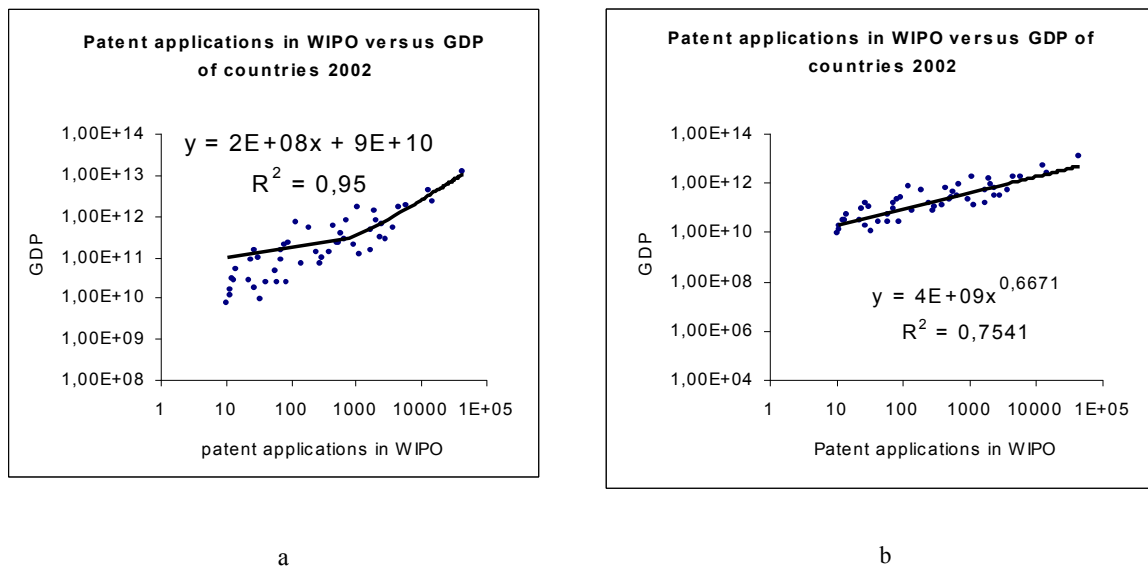 Patent applications in WIPO versus GDP
of countries 2002
y = 2E+08x + 9E+10
R² = 0,95
1,00E+14
1,00E+13
1,00E+12
1,00E+11
1,00E+10
1,00E+09
1,00E+08
GDP
1 10 100 1000 10000 1E+05
patent applications in WIPO
a
Patent applications in WIPO versus GDP of
countries 2002
1,00E+14
1,00E+12
1,00E+10
1,00E+08
1,00E+06
1,00E+04
GDP
y = 4E+09x^0,6671
R² = 0,7541
1 10 100 1000 10000 1E+05
Patent applications in WIPO
b